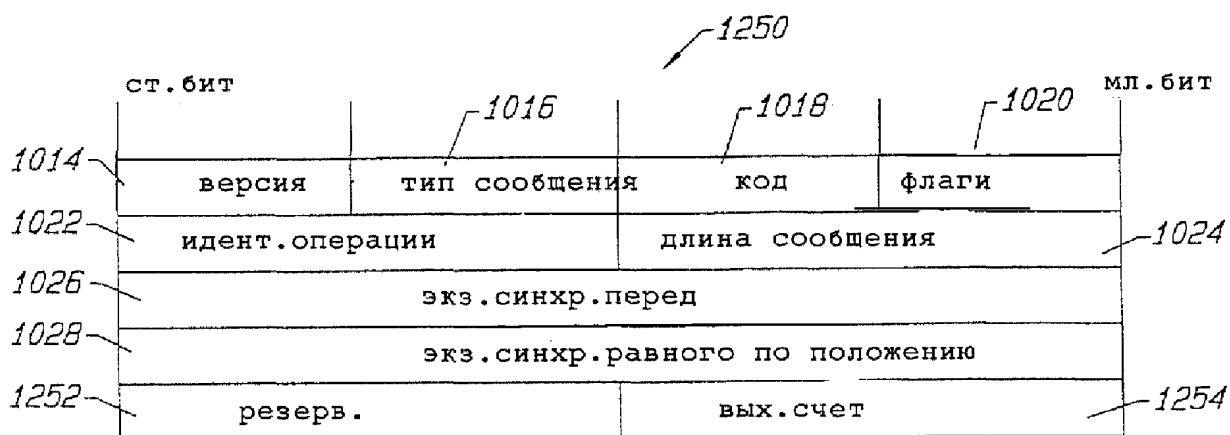 1250
ст.бит мл.бит
1016 1018 1020
1014 версия тип сообщения код флаги
1022 идент.операции длина сообщения 1024
1026 экз.синхр.перед
1028 экз.синхр.равного по положению
1252 резерв. вых.счет 1254